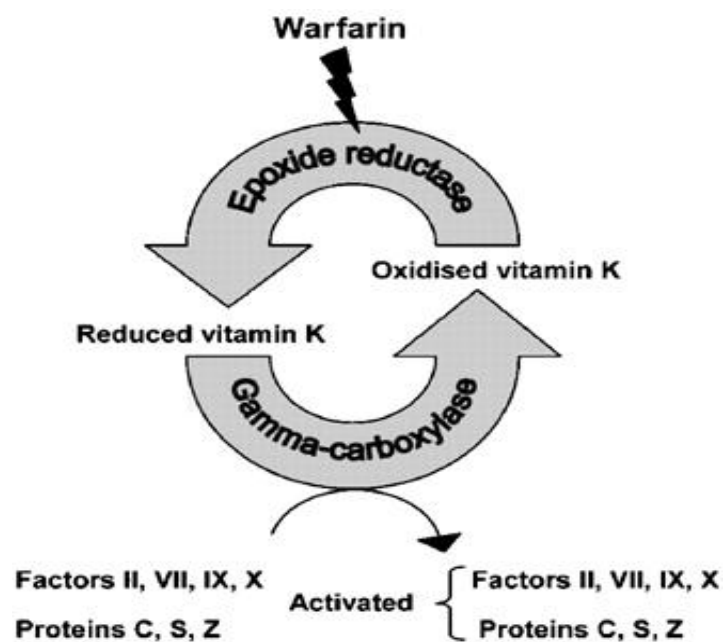 Warfarin
Epoxide reductase
Oxidised vitamin K
Reduced vitamin K
Gamma-carboxylase
Factors II, VII, IX, X
Proteins C, S, Z
Activated
Factors II, VII, IX, X
Proteins C, S, Z